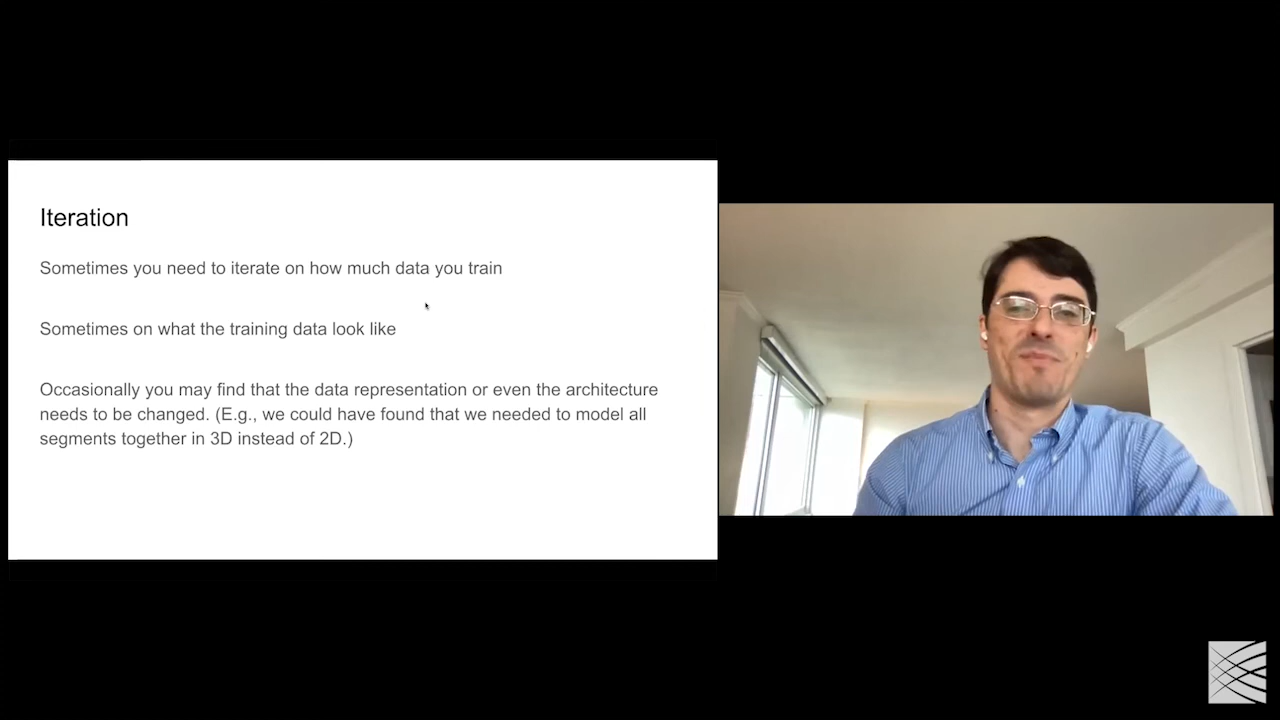 Iteration
Sometimes you need to iterate on how much data you train
Sometimes on what the training data look like
Occasionally you may find that the data representation or even the architecture
needs to be changed. (E.g., we could have found that we needed to model all
segments together in 3D instead of 2D.)